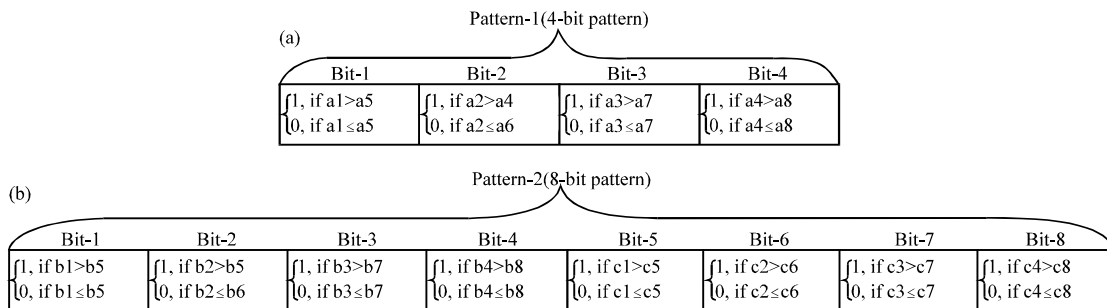 Pattern-1(4-bit pattern)
(a)
Bit-1 Bit-2 Bit-3 Bit-4
1, if a1>a5 1, if a2>a4 1, if a3>a7 1, if a4>a8
0, if a1≤a5 0, if a2≤a6 0, if a3≤a7 0, if a4≤a8
Pattern-2(8-bit pattern)
(b)
Bit-1 Bit-2 Bit-3 Bit-4 Bit-5 Bit-6 Bit-7 Bit-8
1, if b1>b5 1, if b2>b5 1, if b3>b7 1, if b4>b8 1, if c1>c5 1, if c2>c6 1, if c3>c7 1, if c4>c8
0, if b1≤b5 0, if b2≤b6 0, if b3≤b7 0, if b4≤b8 0, if c1≤c5 0, if c2≤c6 0, if c3≤c7 0, if c4≤c8